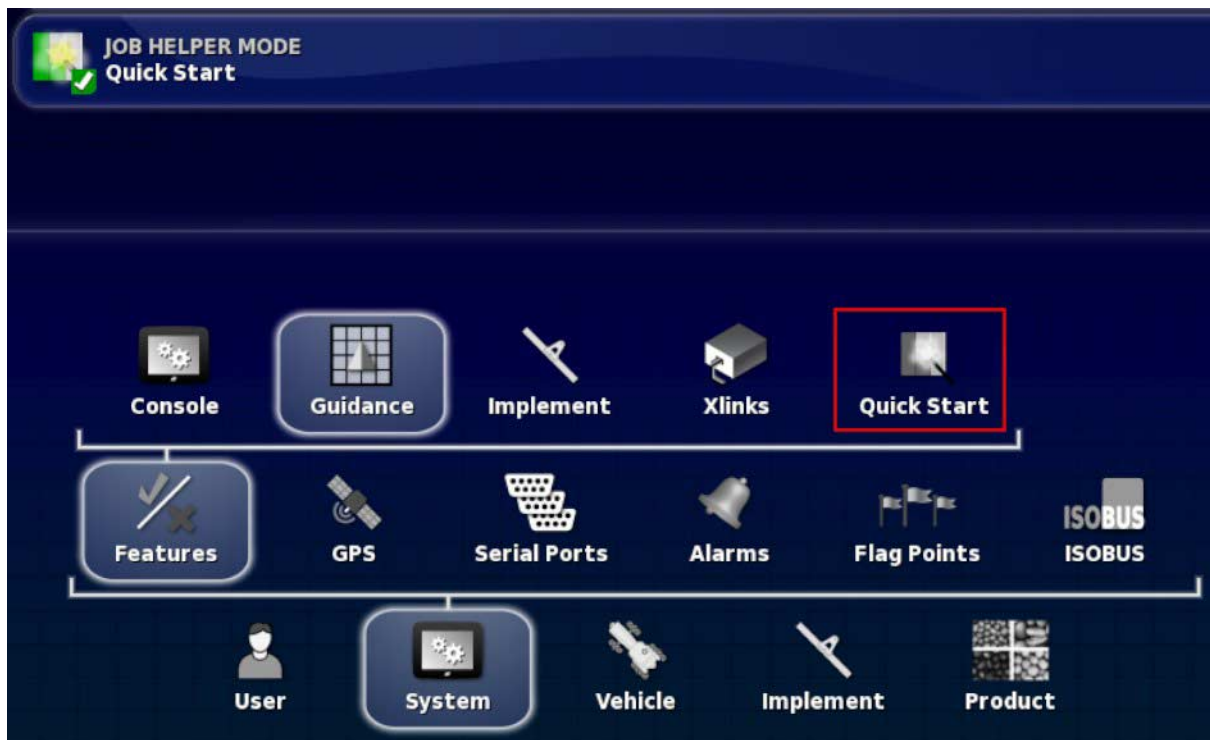 JOB HELPER MODE
Quick Start
Console
Guidance
Implement
Xlinks
Quick Start
Features
GPS
Serial Ports
Alarms
Flag Points
ISOBUS
ISOBUS
User
System
Vehicle
Implement
Product